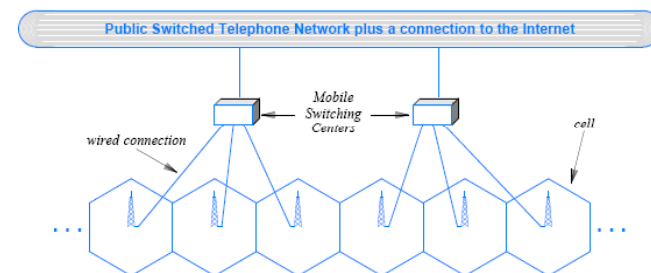 Public Switched Telephone Network plus a connection to the Internet
Mobile
Switching
Centers
cell
wired connection
. . .
. . .